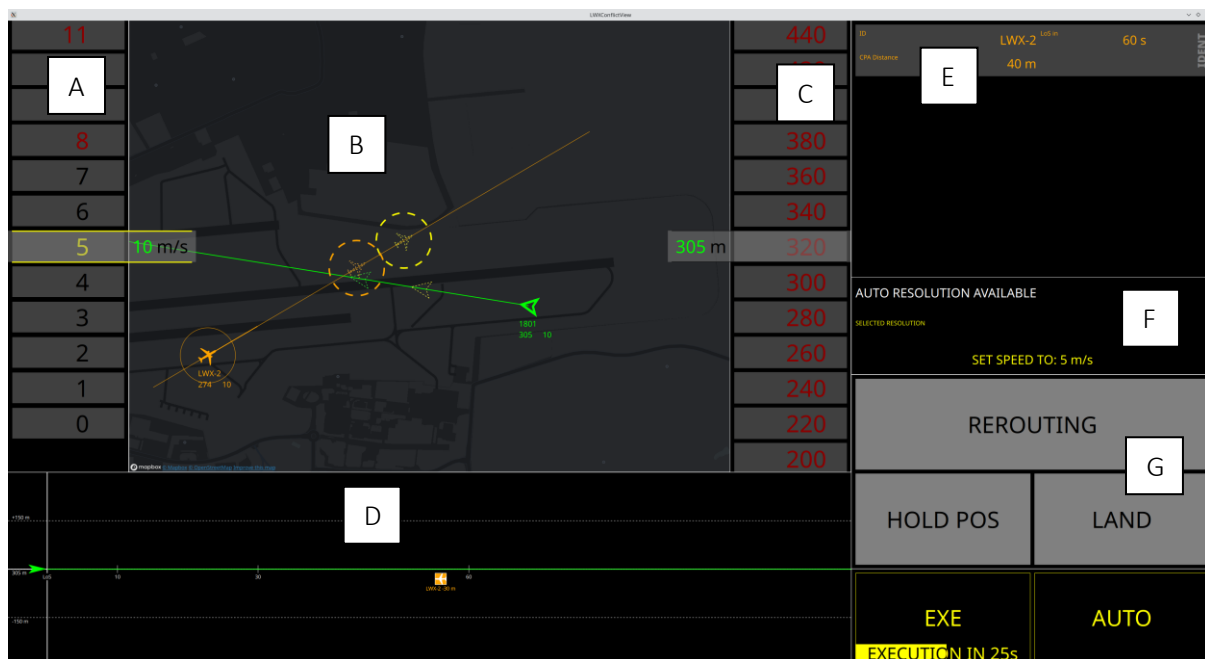 LWXConflictView
11
8
7
6
5
4
3
2
1
0
A
B
10 m/s
1801
305 10
LWX-2
274 10
mapbox
440
C
380
360
340
320
305 m
300
280
260
240
220
200
ID
LWX-2
LoS in
60 s
CPA Distance
40 m
IDENT
E
AUTO RESOLUTION AVAILABLE
SELECTED RESOLUTION
SET SPEED TO: 5 m/s
F
REROUTING
G
HOLD POS
LAND
EXE
EXECUTION IN 25s
AUTO
D
+150 m
305 m
LoS
10
30
60
LWX-2 -30 m
-150 m